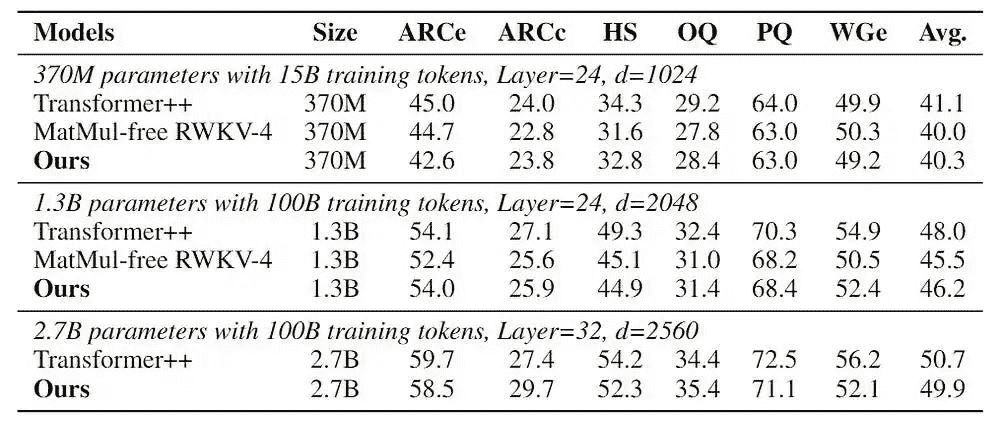 Models Size ARCe ARCc HS OQ PQ WGe Avg.
370M parameters with 15B training tokens, Layer=24, d=1024
Transformer++ 370M 45.0 24.0 34.3 29.2 64.0 49.9 41.1
MatMul-free RWKV-4 370M 44.7 22.8 31.6 27.8 63.0 50.3 40.0
Ours 370M 42.6 23.8 32.8 28.4 63.0 49.2 40.3
1.3B parameters with 100B training tokens, Layer=24, d=2048
Transformer++ 1.3B 54.1 27.1 49.3 32.4 70.3 54.9 48.0
MatMul-free RWKV-4 1.3B 52.4 25.6 45.1 31.0 68.2 50.5 45.5
Ours 1.3B 54.0 25.9 44.9 31.4 68.4 52.4 46.2
2.7B parameters with 100B training tokens, Layer=32, d=2560
Transformer++ 2.7B 59.7 27.4 54.2 34.4 72.5 56.2 50.7
Ours 2.7B 58.5 29.7 52.3 35.4 71.1 52.1 49.9